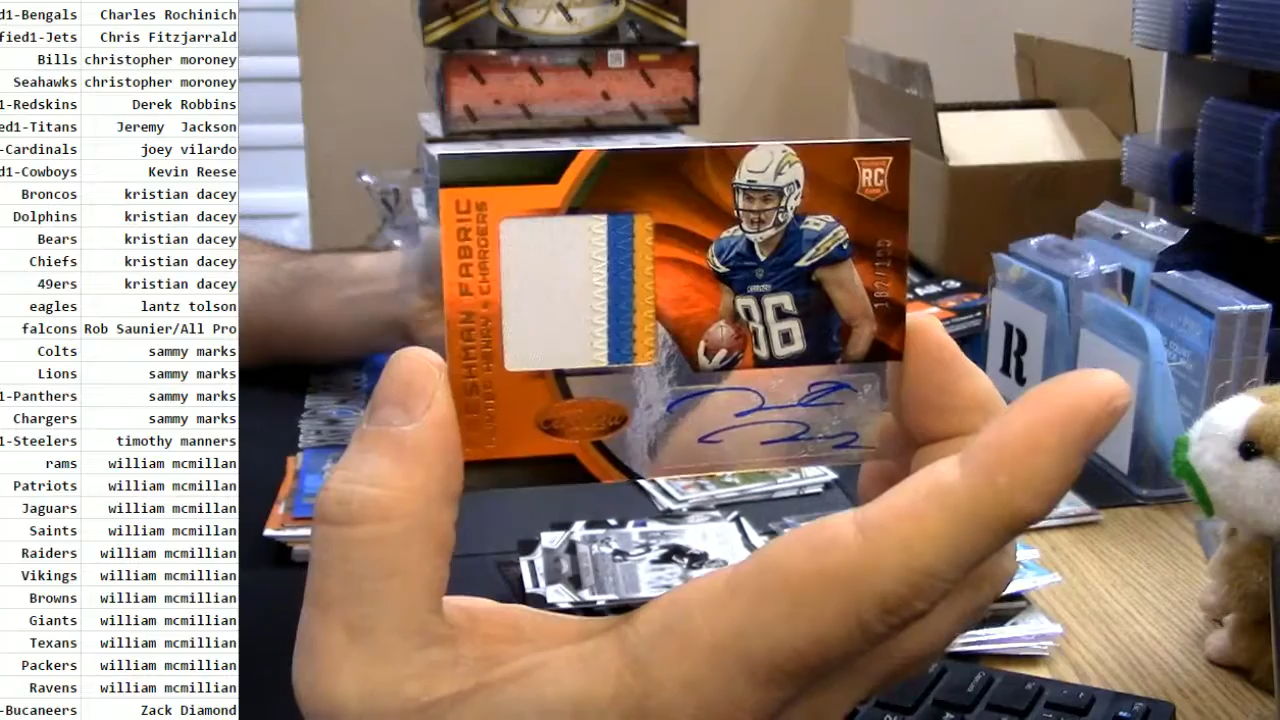 d1-Bengals Charles Rochinich
fied1-Jets Chris Fitzjarrald
Bills christopher moroney
Seahawks christopher moroney
1-Redskins Derek Robbins
ed1-Titans Jeremy Jackson
-Cardinals joey vilardo
d1-Cowboys Kevin Reese
Broncos kristian dacey
Dolphins kristian dacey
Bears kristian dacey
Chiefs kristian dacey
49ers kristian dacey
eagles lantz tolson
falcons Rob Saunier/All Pro
Colts sammy marks
Lions sammy marks
1-Panthers sammy marks
Chargers sammy marks
1-Steelers timothy manners
rams william mcmillan
Patriots william mcmillan
Jaguars william mcmillan
Saints william mcmillan
Raiders william mcmillian
Vikings william mcmillian
Browns william mcmillian
Giants william mcmillian
Texans william mcmillian
Packers william mcmillian
Ravens william mcmillian
-Bucaneers Zack Diamond
FABRIC
CHARGERS
RC
86
86
R